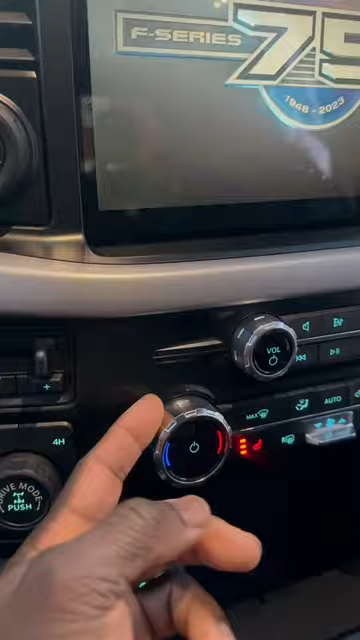 F-SERIES
75
1948 - 2023
VOL
MAX
AUTO
4H
R
DRIVE MODE
PUSH